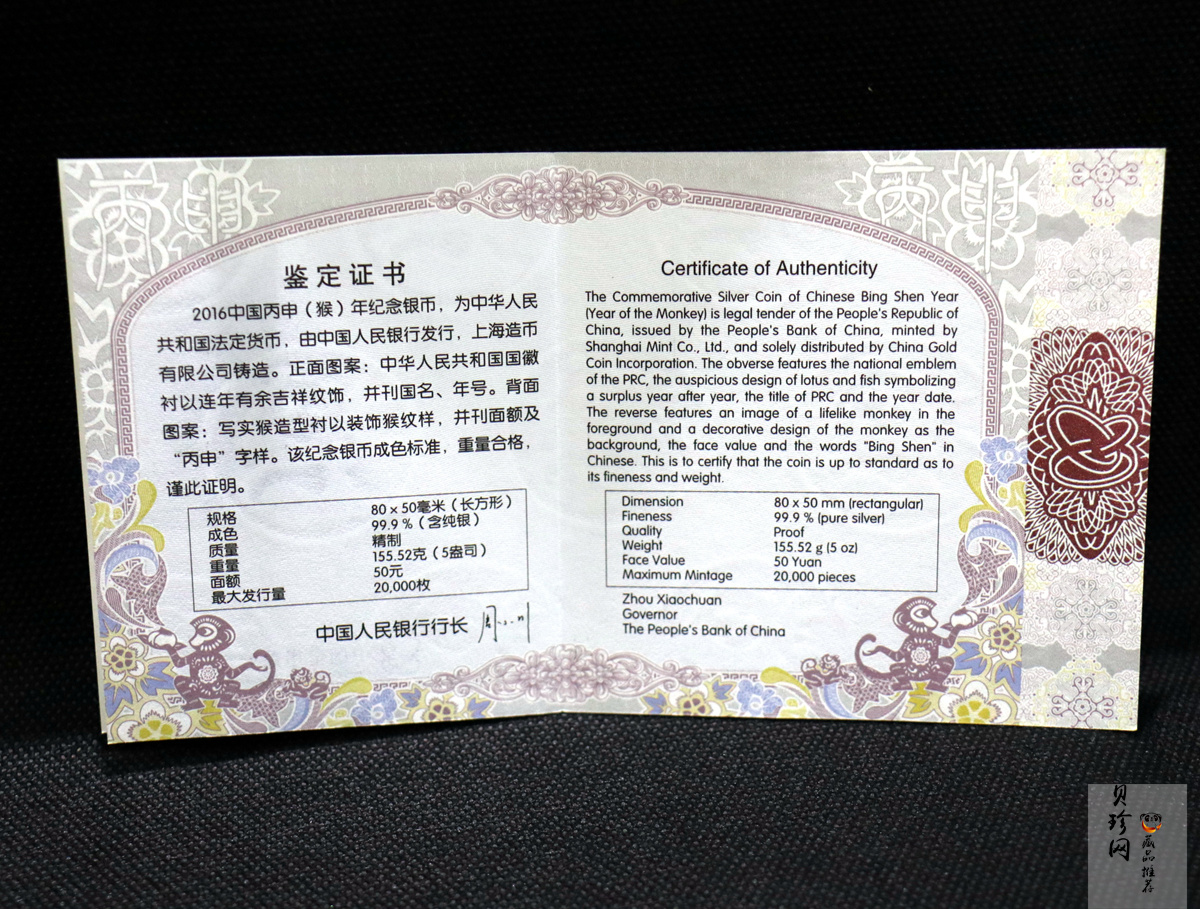 丙申
丙申
鉴定证书
2016中国丙申（猴）年纪念银币，为中华人民
共和国法定货币，由中国人民银行发行，上海造币
有限公司铸造。正面图案：中华人民共和国国徽
衬以连年有余吉祥纹饰，并刊国名、年号。背面
图案：写实猴造型衬以装饰猴纹样，并刊面额及
“丙申”字样。该纪念银币成色标准，重量合格，
谨此证明。
规格 80 x 50毫米（长方形）
成色 99.9 %（含纯银）
质量 精制
重量 155.52克（5盎司）
面额 50元
最大发行量 20,000枚
中国人民银行行长
Certificate of Authenticity
The Commemorative Silver Coin of Chinese Bing Shen Year
(Year of the Monkey) is legal tender of the People's Republic of
China, issued by the People's Bank of China, minted by
Shanghai Mint Co., Ltd., and solely distributed by China Gold
Coin Incorporation. The obverse features the national emblem
of the PRC, the auspicious design of lotus and fish symbolizing
a surplus year after year, the title of PRC and the year date.
The reverse features an image of a lifelike monkey in the
foreground and a decorative design of the monkey as the
background, the face value and the words "Bing Shen" in
Chinese. This is to certify that the coin is up to standard as to
its fineness and weight.
Dimension 80 x 50 mm (rectangular)
Fineness 99.9 % (pure silver)
Quality Proof
Weight 155.52 g (5 oz)
Face Value 50 Yuan
Maximum Mintage 20,000 pieces
Zhou Xiaochuan
Governor
The People's Bank of China
贝珍网
藏品推荐